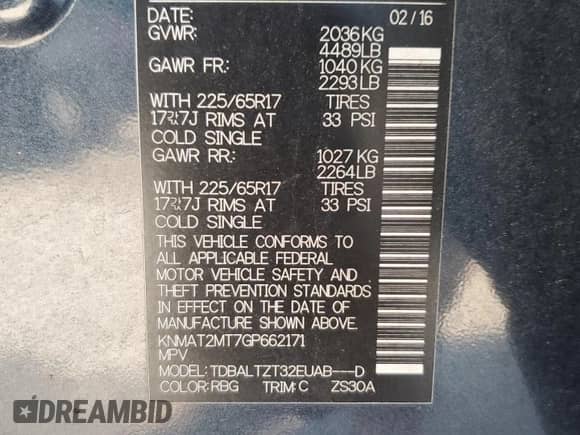 DATE: 02/16
GVWR: 2036KG
4489LB
GAWR FR: 1040KG
2293LB
WITH 225/65R17 TIRES
17x7J RIMS AT 33 PSI
COLD SINGLE
GAWR RR: 1027 KG
2264LB
WITH 225/65R17 TIRES
17x7J RIMS AT 33 PSI
COLD SINGLE
THIS VEHICLE CONFORMS TO
ALL APPLICABLE FEDERAL
MOTOR VEHICLE SAFETY AND
THEFT PREVENTION STANDARDS
IN EFFECT ON THE DATE OF
MANUFACTURE SHOWN ABOVE.
KNMAT2MT7GP662171
MPV
MODEL: TDBALTZT32EUAB---D
COLOR: RBG TRIM: C ZS30A
DREAMBID